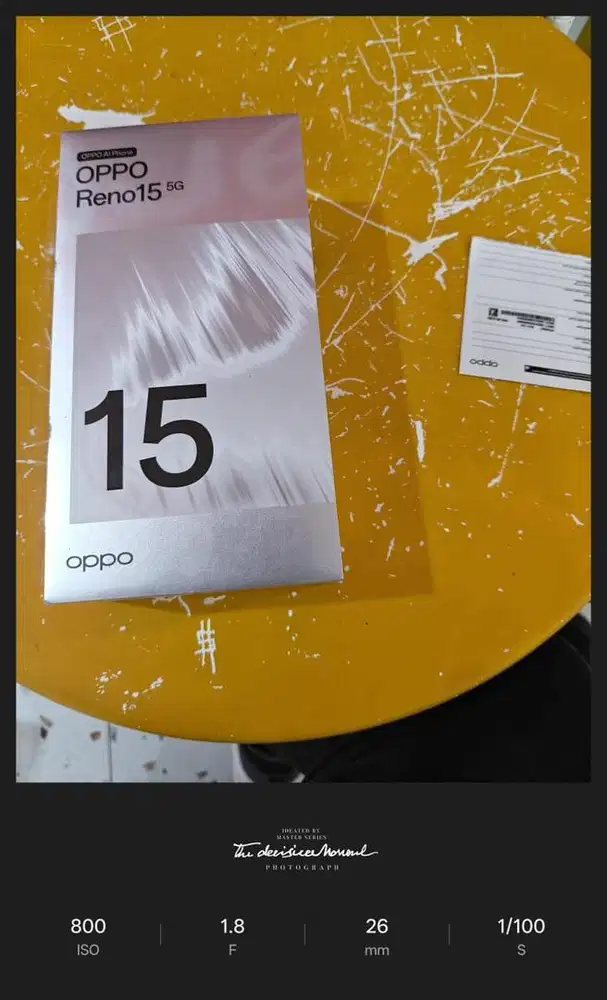 OPPO AI Phone
OPPO
Reno15 5G
15
oppo
oppo
IDEATED BY
MASTER SERIES
The decisive Moment
PHOTOGRAPH
800
ISO
1.8
F
26
mm
1/100
S